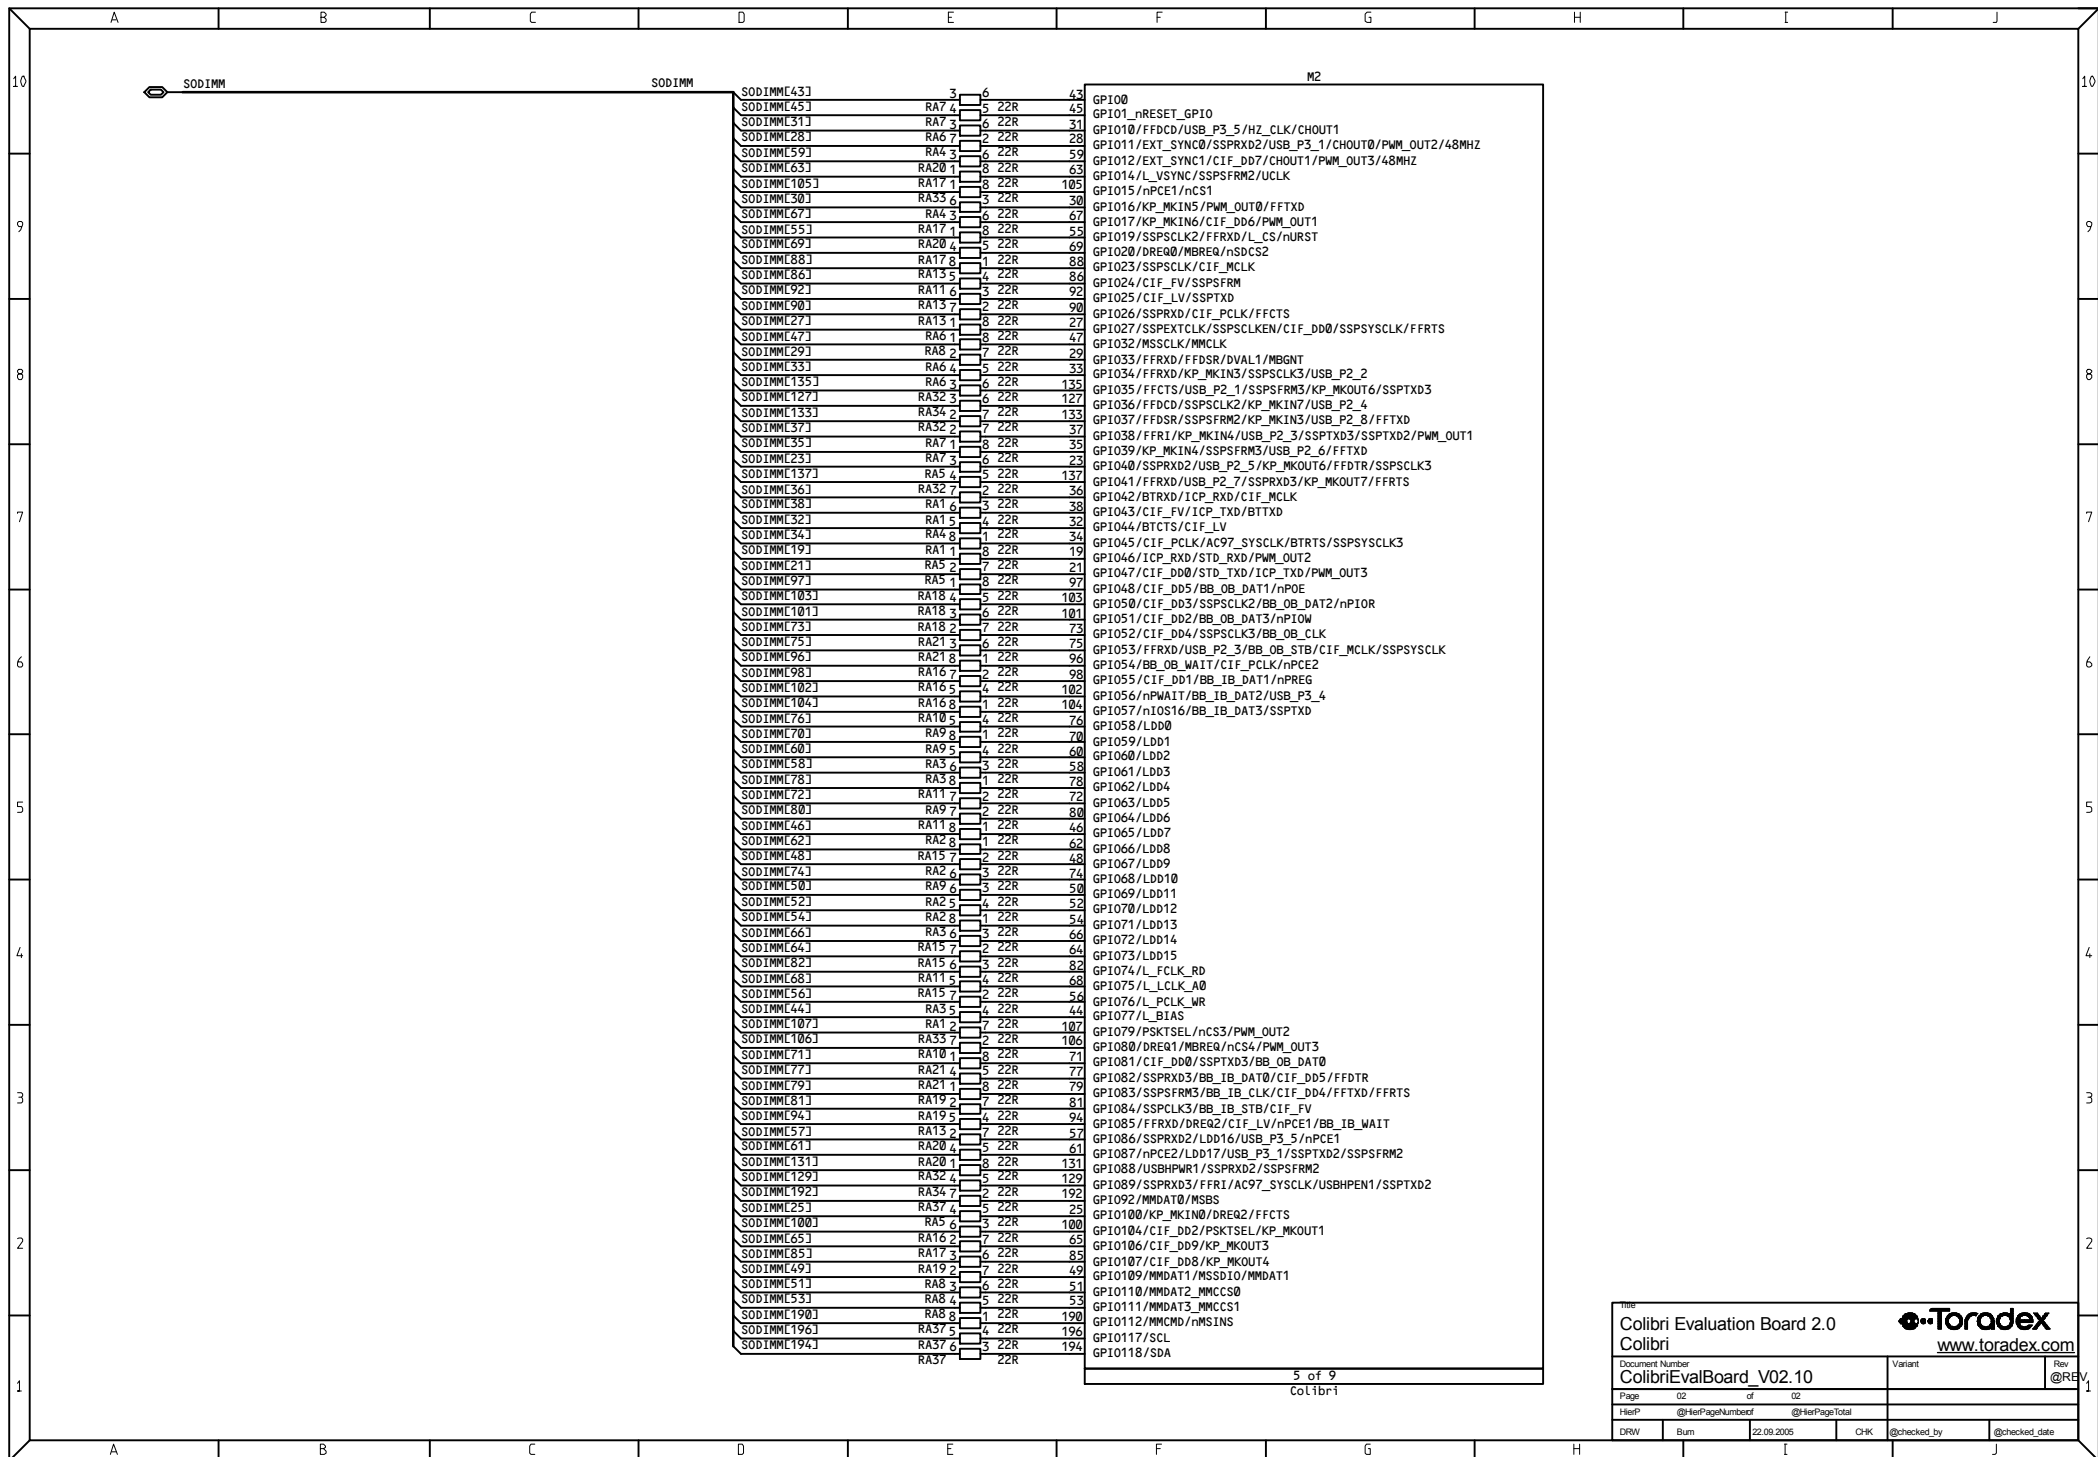 A B C D E F G H I J
10 SODIMM SODIMM M2 10
SODIMM[43] 3 6 43 GPIO0
SODIMM[45] RA7 4 5 22R 45 GPIO1_nRESET_GPIO
SODIMM[31] RA7 3 6 22R 31 GPIO10/FFDCD/USB_P3_5/HZ_CLK/CHOUT1
SODIMM[28] RA6 7 2 22R 28 GPIO11/EXT_SYNC0/SSPRXD2/USB_P3_1/CHOUT0/PWM_OUT2/48MHZ
SODIMM[59] RA4 3 6 22R 59 GPIO12/EXT_SYNC1/CIF_DD7/CHOUT1/PWM_OUT3/48MHZ
SODIMM[63] RA20 1 8 22R 63 GPIO14/L_VSYNC/SSPSFRM2/UCLK
SODIMM[105] RA17 1 8 22R 105 GPIO15/nPCE1/nCS1
SODIMM[30] RA33 6 3 22R 30 GPIO16/KP_MKIN5/PWM_OUT0/FFTXD
SODIMM[67] RA4 3 6 22R 67 GPIO17/KP_MKIN6/CIF_DD6/PWM_OUT1
9 SODIMM[55] RA17 1 8 22R 55 GPIO19/SSPSCLK2/FFRXD/L_CS/nURST 9
SODIMM[69] RA20 4 5 22R 69 GPIO20/DREQ0/MBREQ/nSDCS2
SODIMM[88] RA17 8 1 22R 88 GPIO23/SSPSCLK/CIF_MCLK
SODIMM[86] RA13 5 4 22R 86 GPIO24/CIF_FV/SSPSFRM
SODIMM[92] RA11 6 3 22R 92 GPIO25/CIF_LV/SSPTXD
SODIMM[90] RA13 7 2 22R 90 GPIO26/SSPRXD/CIF_PCLK/FFCTS
SODIMM[27] RA13 1 8 22R 27 GPIO27/SSPEXTCLK/SSPSCLKEN/CIF_DD0/SSPSYSCLK/FFRTS
SODIMM[47] RA6 1 8 22R 47 GPIO32/MSSCLK/MMCLK
SODIMM[29] RA8 2 7 22R 29 GPIO33/FFRXD/FFDSR/DVAL1/MBGNT
8 SODIMM[33] RA6 4 5 22R 33 GPIO34/FFRXD/KP_MKIN3/SSPSCLK3/USB_P2_2 8
SODIMM[135] RA6 3 6 22R 135 GPIO35/FFCTS/USB_P2_1/SSPSFRM3/KP_MKOUT6/SSPTXD3
SODIMM[127] RA32 3 6 22R 127 GPIO36/FFDCD/SSPSCLK2/KP_MKIN7/USB_P2_4
SODIMM[133] RA34 2 7 22R 133 GPIO37/FFDSR/SSPSFRM2/KP_MKIN3/USB_P2_8/FFTXD
SODIMM[37] RA32 2 7 22R 37 GPIO38/FFRI/KP_MKIN4/USB_P2_3/SSPTXD3/SSPTXD2/PWM_OUT1
SODIMM[35] RA7 1 8 22R 35 GPIO39/KP_MKIN4/SSPSFRM3/USB_P2_6/FFTXD
SODIMM[23] RA7 3 6 22R 23 GPIO40/SSPRXD2/USB_P2_5/KP_MKOUT6/FFDTR/SSPSCLK3
SODIMM[137] RA5 4 5 22R 137 GPIO41/FFRXD/USB_P2_7/SSPRXD3/KP_MKOUT7/FFRTS
SODIMM[36] RA32 7 2 22R 36 GPIO42/BTRXD/ICP_RXD/CIF_MCLK
SODIMM[38] RA1 6 3 22R 38 GPIO43/CIF_FV/ICP_TXD/BTTXD
7 SODIMM[32] RA1 5 4 22R 32 GPIO44/BTCTS/CIF_LV 7
SODIMM[34] RA4 8 1 22R 34 GPIO45/CIF_PCLK/AC97_SYSCLK/BTRTS/SSPSYSCLK3
SODIMM[19] RA1 1 8 22R 19 GPIO46/ICP_RXD/STD_RXD/PWM_OUT2
SODIMM[21] RA5 2 7 22R 21 GPIO47/CIF_DD0/STD_TXD/ICP_TXD/PWM_OUT3
SODIMM[97] RA5 1 8 22R 97 GPIO48/CIF_DD5/BB_OB_DAT1/nPOE
SODIMM[103] RA18 4 5 22R 103 GPIO50/CIF_DD3/SSPSCLK2/BB_OB_DAT2/nPIOR
SODIMM[101] RA18 3 6 22R 101 GPIO51/CIF_DD2/BB_OB_DAT3/nPIOW
SODIMM[73] RA18 2 7 22R 73 GPIO52/CIF_DD4/SSPSCLK3/BB_OB_CLK
SODIMM[75] RA21 3 6 22R 75 GPIO53/FFRXD/USB_P2_3/BB_OB_STB/CIF_MCLK/SSPSYSCLK
6 SODIMM[96] RA21 8 1 22R 96 GPIO54/BB_OB_WAIT/CIF_PCLK/nPCE2 6
SODIMM[98] RA16 7 2 22R 98 GPIO55/CIF_DD1/BB_IB_DAT1/nPREG
SODIMM[102] RA16 5 4 22R 102 GPIO56/nPWAIT/BB_IB_DAT2/USB_P3_4
SODIMM[104] RA16 8 1 22R 104 GPIO57/nIOS16/BB_IB_DAT3/SSPTXD
SODIMM[76] RA10 5 4 22R 76 GPIO58/LDD0
SODIMM[70] RA9 8 1 22R 70 GPIO59/LDD1
SODIMM[60] RA9 5 4 22R 60 GPIO60/LDD2
SODIMM[58] RA3 6 3 22R 58 GPIO61/LDD3
SODIMM[78] RA3 8 1 22R 78 GPIO62/LDD4
SODIMM[72] RA11 7 2 22R 72 GPIO63/LDD5
5 SODIMM[80] RA9 7 2 22R 80 GPIO64/LDD6 5
SODIMM[46] RA11 8 1 22R 46 GPIO65/LDD7
SODIMM[62] RA2 8 1 22R 62 GPIO66/LDD8
SODIMM[48] RA15 7 2 22R 48 GPIO67/LDD9
SODIMM[74] RA2 6 3 22R 74 GPIO68/LDD10
SODIMM[50] RA9 6 3 22R 50 GPIO69/LDD11
SODIMM[52] RA2 5 4 22R 52 GPIO70/LDD12
SODIMM[54] RA2 8 1 22R 54 GPIO71/LDD13
SODIMM[66] RA3 6 3 22R 66 GPIO72/LDD14
4 SODIMM[64] RA15 7 2 22R 64 GPIO73/LDD15 4
SODIMM[82] RA15 6 3 22R 82 GPIO74/L_FCLK_RD
SODIMM[68] RA11 5 4 22R 68 GPIO75/L_LCLK_A0
SODIMM[56] RA15 7 2 22R 56 GPIO76/L_PCLK_WR
SODIMM[44] RA3 5 4 22R 44 GPIO77/L_BIAS
SODIMM[107] RA1 2 7 22R 107 GPIO79/PSKTSEL/nCS3/PWM_OUT2
SODIMM[106] RA33 7 2 22R 106 GPIO80/DREQ1/MBREQ/nCS4/PWM_OUT3
SODIMM[71] RA10 1 8 22R 71 GPIO81/CIF_DD0/SSPTXD3/BB_OB_DAT0
SODIMM[77] RA21 4 5 22R 77 GPIO82/SSPRXD3/BB_IB_DAT0/CIF_DD5/FFDTR
SODIMM[79] RA21 1 8 22R 79 GPIO83/SSPSFRM3/BB_IB_CLK/CIF_DD4/FFTXD/FFRTS
3 SODIMM[81] RA19 2 7 22R 81 GPIO84/SSPCLK3/BB_IB_STB/CIF_FV 3
SODIMM[94] RA19 5 4 22R 94 GPIO85/FFRXD/DREQ2/CIF_LV/nPCE1/BB_IB_WAIT
SODIMM[57] RA13 2 7 22R 57 GPIO86/SSPRXD2/LDD16/USB_P3_5/nPCE1
SODIMM[61] RA20 4 5 22R 61 GPIO87/nPCE2/LDD17/USB_P3_1/SSPTXD2/SSPSFRM2
SODIMM[131] RA20 1 8 22R 131 GPIO88/USBHPWR1/SSPRXD2/SSPSFRM2
SODIMM[129] RA32 4 5 22R 129 GPIO89/SSPRXD3/FFRI/AC97_SYSCLK/USBHPEN1/SSPTXD2
SODIMM[192] RA34 7 2 22R 192 GPIO92/MMDAT0/MSBS
SODIMM[25] RA37 4 5 22R 25 GPIO100/KP_MKIN0/DREQ2/FFCTS
SODIMM[100] RA5 6 3 22R 100 GPIO104/CIF_DD2/PSKTSEL/KP_MKOUT1
2 SODIMM[65] RA16 2 7 22R 65 GPIO106/CIF_DD9/KP_MKOUT3 2
SODIMM[85] RA17 3 6 22R 85 GPIO107/CIF_DD8/KP_MKOUT4
SODIMM[49] RA19 2 7 22R 49 GPIO109/MMDAT1/MSSDIO/MMDAT1
SODIMM[51] RA8 3 6 22R 51 GPIO110/MMDAT2_MMCCS0
SODIMM[53] RA8 4 5 22R 53 GPIO111/MMDAT3_MMCCS1
SODIMM[190] RA8 8 1 22R 190 GPIO112/MMCMD/nMSINS
SODIMM[196] RA37 5 4 22R 196 GPIO117/SCL
SODIMM[194] RA37 6 3 22R 194 GPIO118/SDA
RA37 22R
5 of 9
1 Colibri 1
Title
Colibri Evaluation Board 2.0 Toradex
Colibri www.toradex.com
Document Number Variant Rev
ColibriEvalBoard_V02.10 @REV
Page 02 of 02
HierP @HierPageNumber of @HierPageTotal
DRW Bum 22.09.2005 CHK @checked_by @checked_date
A B C D E F G H I J